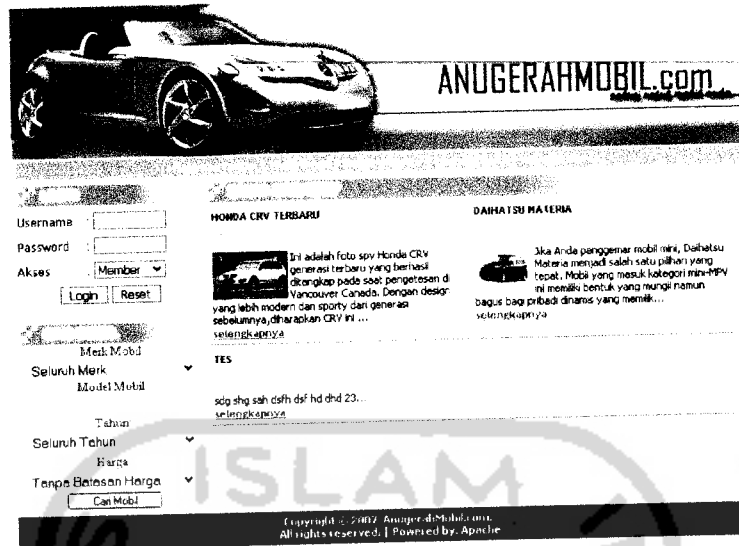 ANUGERAHMOBIL.com
Username :
Password :
Akses : Member
Login Reset
Merk Mobil
Seluruh Merk
Model Mobil
Tahun
Seluruh Tahun
Harga
Tanpa Batasan Harga
Cari Mobil
HONDA CRV TERBARU
Ini adalah foto spy Honda CRV
generasi terbaru yang berhasil
ditangkap pada saat pengetesan di
Vancouver Canada. Dengan design
yang lebih modern dan sporty dari generasi
sebelumnya,diharapkan CRV ini ...
selengkapnya
DAIHATSU MATERIA
Jika Anda penggemar mobil mini, Daihatsu
Materia menjadi salah satu pilihan yang
tepat. Mobil yang masuk kategori mini-MPV
ini memiliki bentuk yang mungil namun
bagus bagi pribadi dinamis yang memilik...
selengkapnya
TES
sdg shg sah dsfh dsf hd dhd 23...
selengkapnya
ISLAM
Copyright © 2007 AnugerahMobil.com.
All rights reserved. | Powered by. Apache